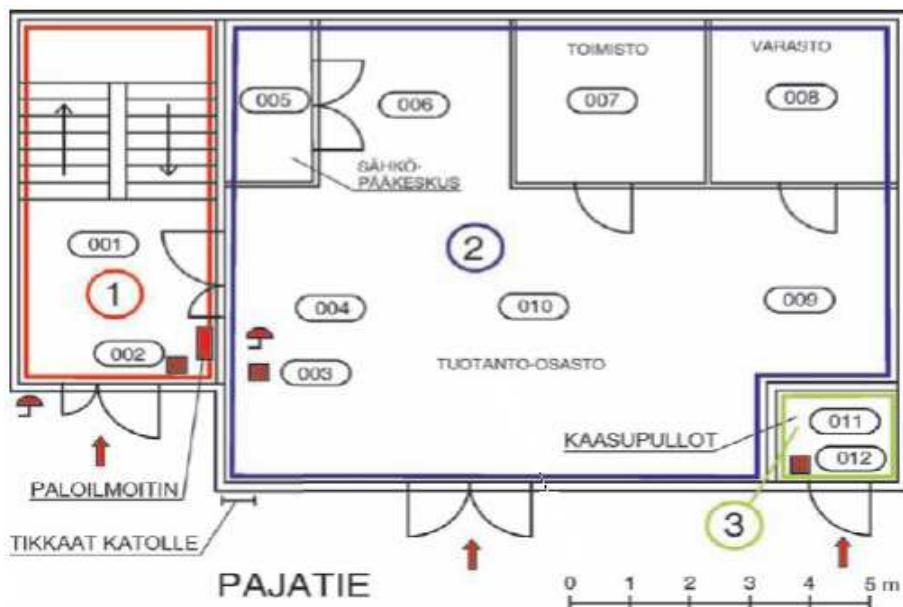 TOIMISTO
VARASTO
005
006
007
008
SÄHKÖ-
PÄÄKESKUS
001
2
1
004
010
009
002
003
TUOTANTO-OSASTO
011
KAASUPULLOT
012
PALOILMOITIN
3
TIKKAAT KATOLLE
PAJATIE
0 1 2 3 4 5 m